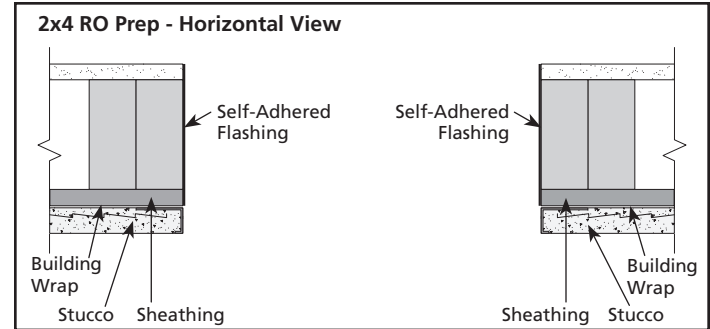 2x4 RO Prep - Horizontal View
Self-Adhered
Flashing
Self-Adhered
Flashing
Building
Wrap
Stucco
Sheathing
Sheathing
Stucco
Building
Wrap